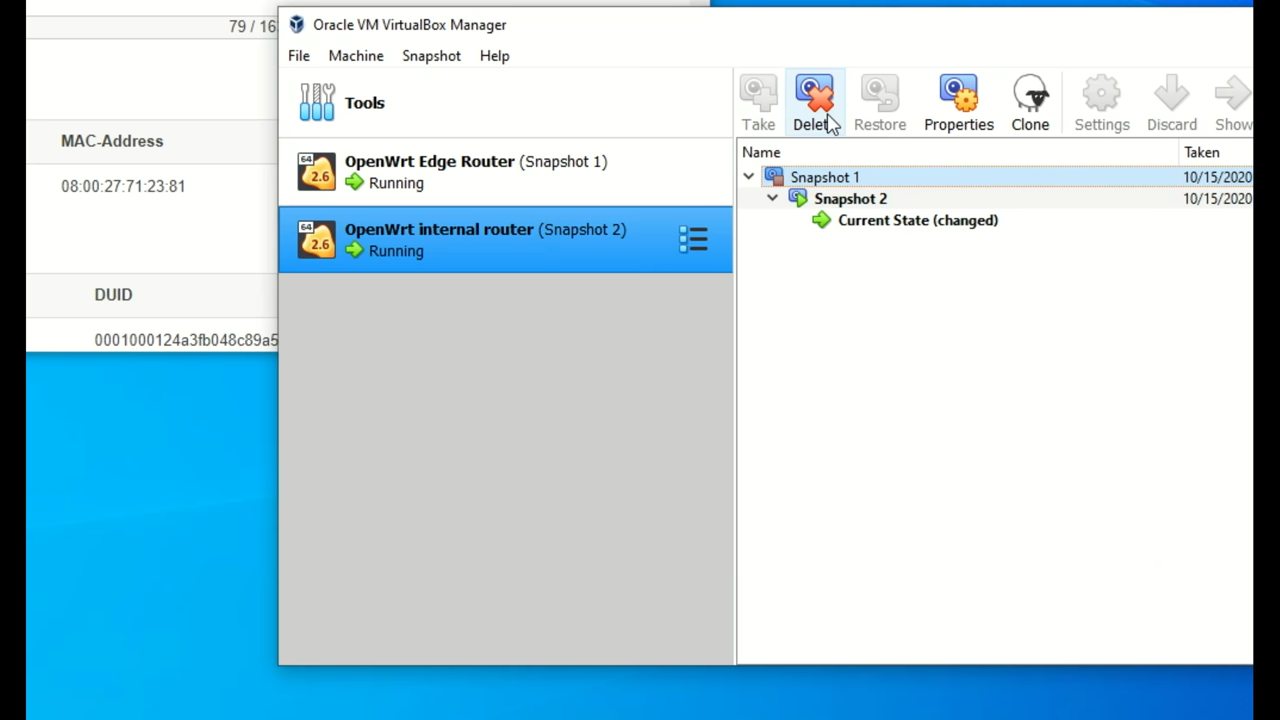 79 / 16
MAC-Address
08:00:27:71:23:81
DUID
0001000124a3fb048c89a5
Oracle VM VirtualBox Manager
File Machine Snapshot Help
Tools
64
2.6
OpenWrt Edge Router (Snapshot 1)
Running
64
2.6
OpenWrt internal router (Snapshot 2)
Running
Take Delet Restore Properties Clone Settings Discard Show
Name Taken
Snapshot 1 10/15/2020
Snapshot 2 10/15/2020
Current State (changed)